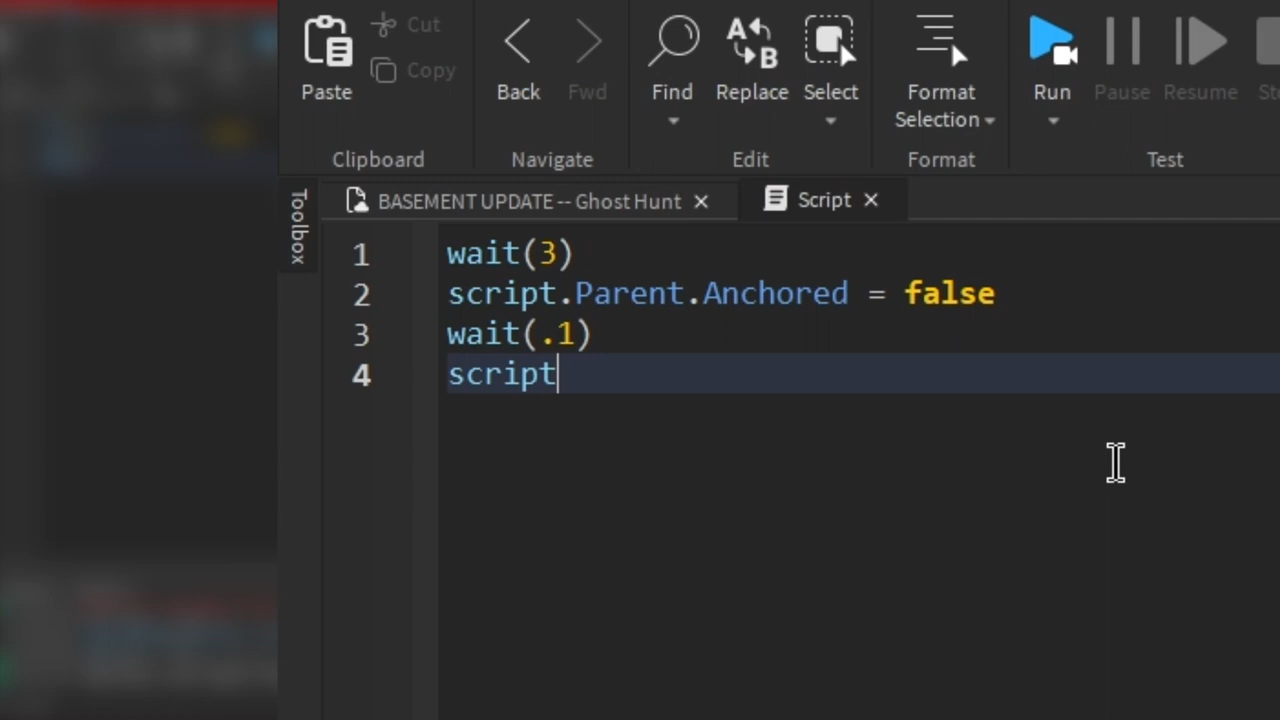 Paste
Cut
Copy
Clipboard
Back
Fwd
Navigate
Find
Replace
Select
Edit
Format
Selection
Format
Run
Pause
Resume
Test
Toolbox
BASEMENT UPDATE -- Ghost Hunt
Script
1 wait(3)
2 script.Parent.Anchored = false
3 wait(.1)
4 script